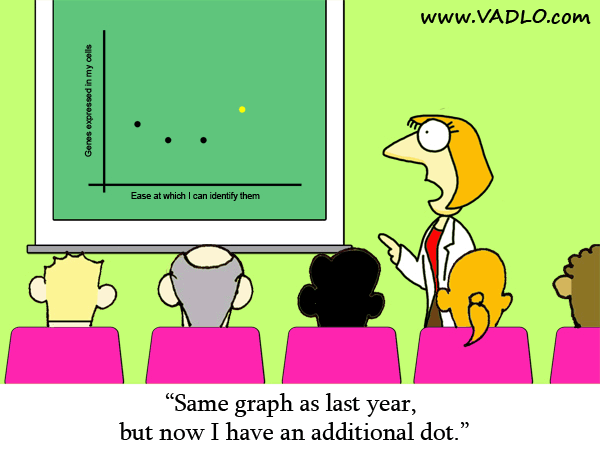 www.VADLO.com
Genes expressed in my cells
Ease at which I can identify them
“Same graph as last year,
but now I have an additional dot.”